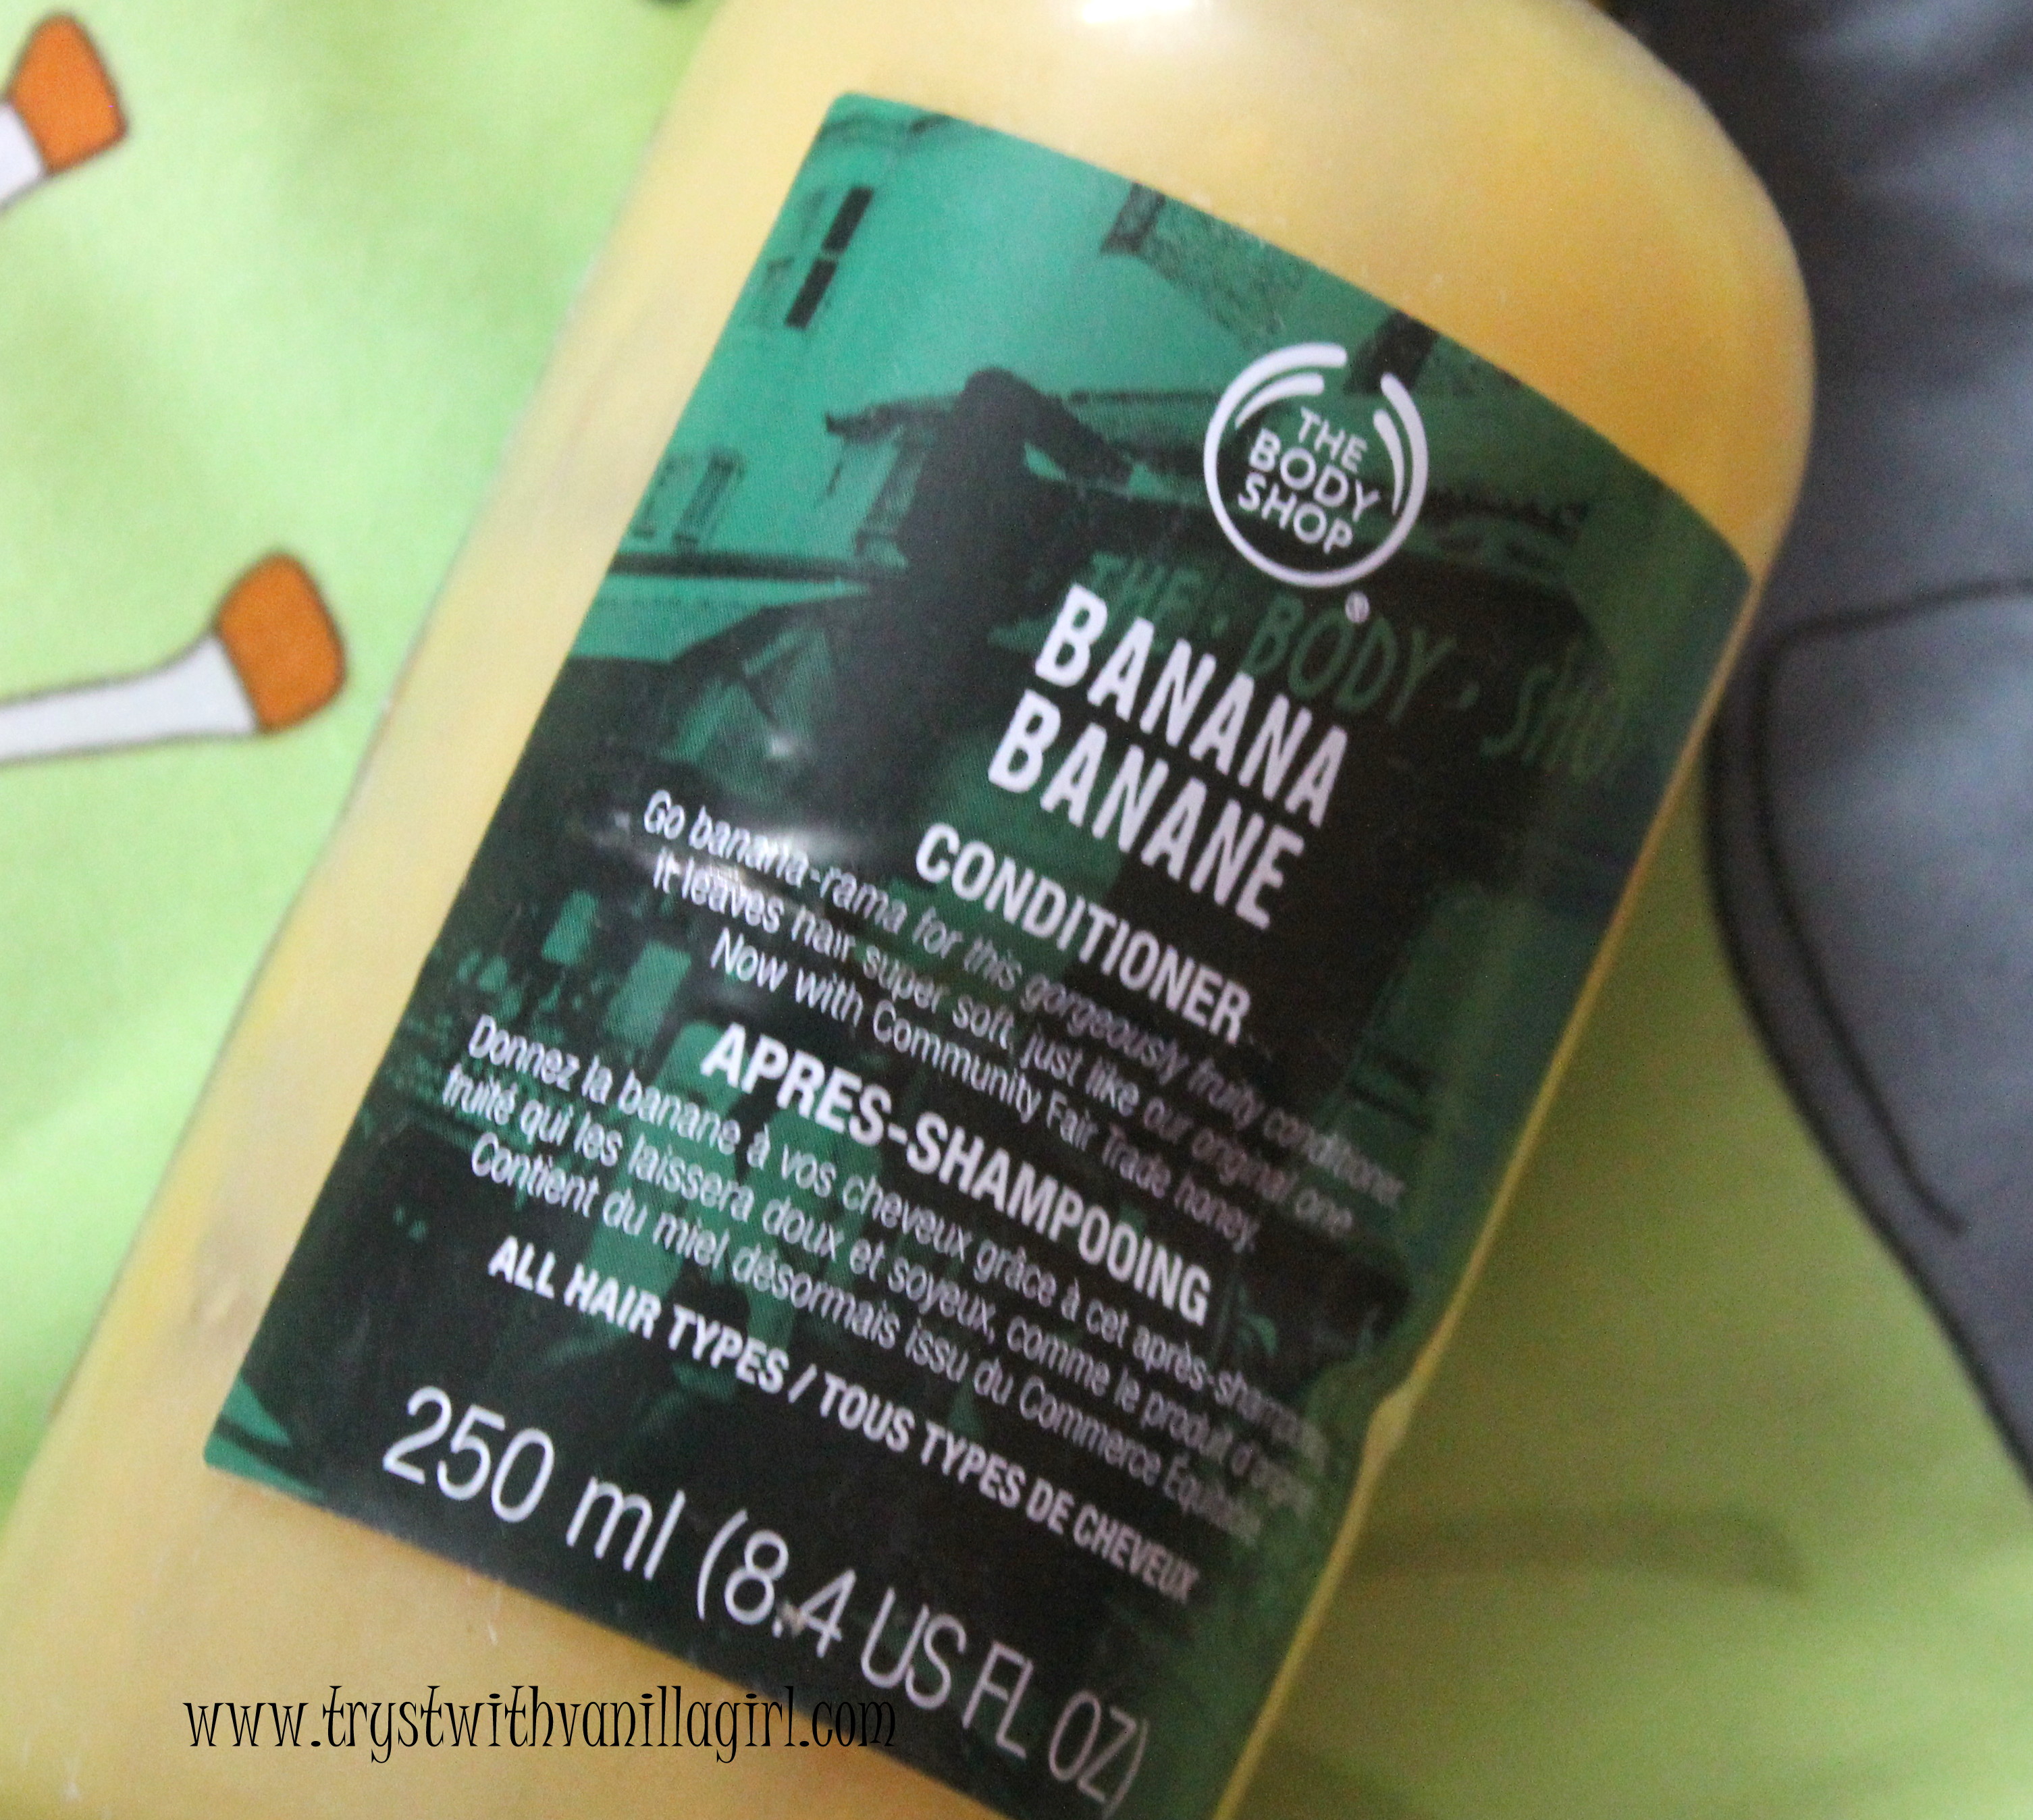 THE
BODY
SHOP
®
THE BODY SHOP
BANANA
BANANE
CONDITIONER
Go banana-rama for this gorgeously fruity conditioner.
It leaves hair super soft, just like our original one.
Now with Community Fair Trade honey.
APRES-SHAMPOOING
Donnez la banane à vos cheveux grâce à cet après-shampooing
fruité qui les laissera doux et soyeux, comme le produit d'origine.
Contient du miel désormais issu du Commerce Équitable.
ALL HAIR TYPES / TOUS TYPES DE CHEVEUX
250 ml (8.4 US FL OZ)
www.trystwithvanillagirl.com